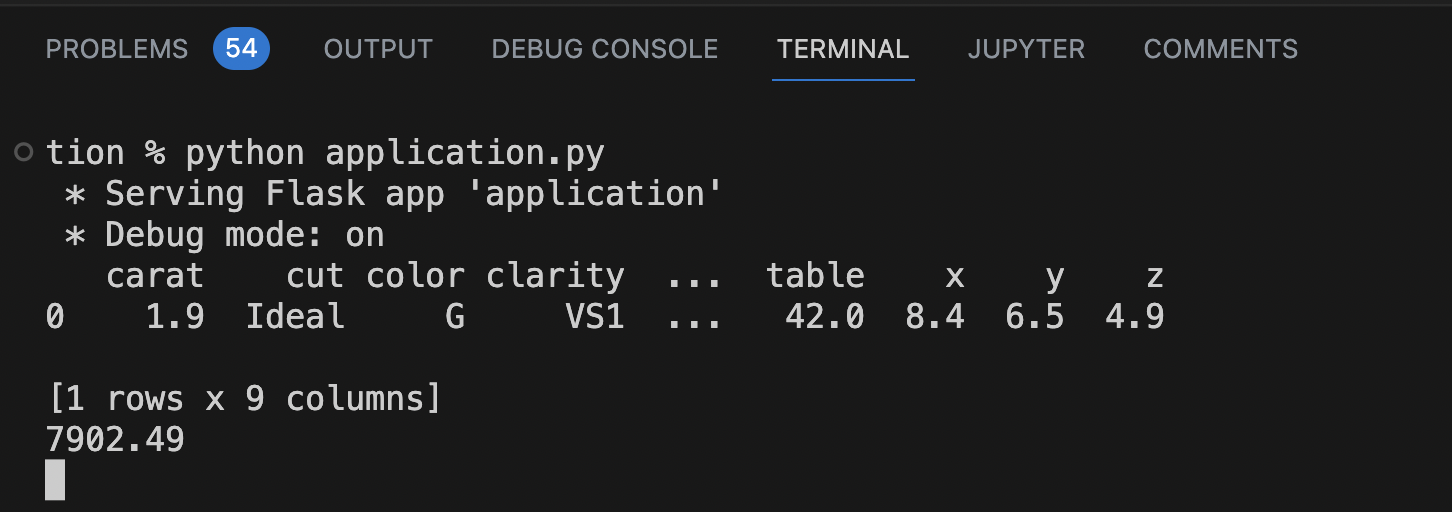 PROBLEMS 54 OUTPUT DEBUG CONSOLE TERMINAL JUPYTER COMMENTS
tion % python application.py
 * Serving Flask app 'application'
 * Debug mode: on
   carat    cut color clarity  ...  table    x    y    z
0    1.9  Ideal     G     VS1  ...   42.0  8.4  6.5  4.9
[1 rows x 9 columns]
7902.49